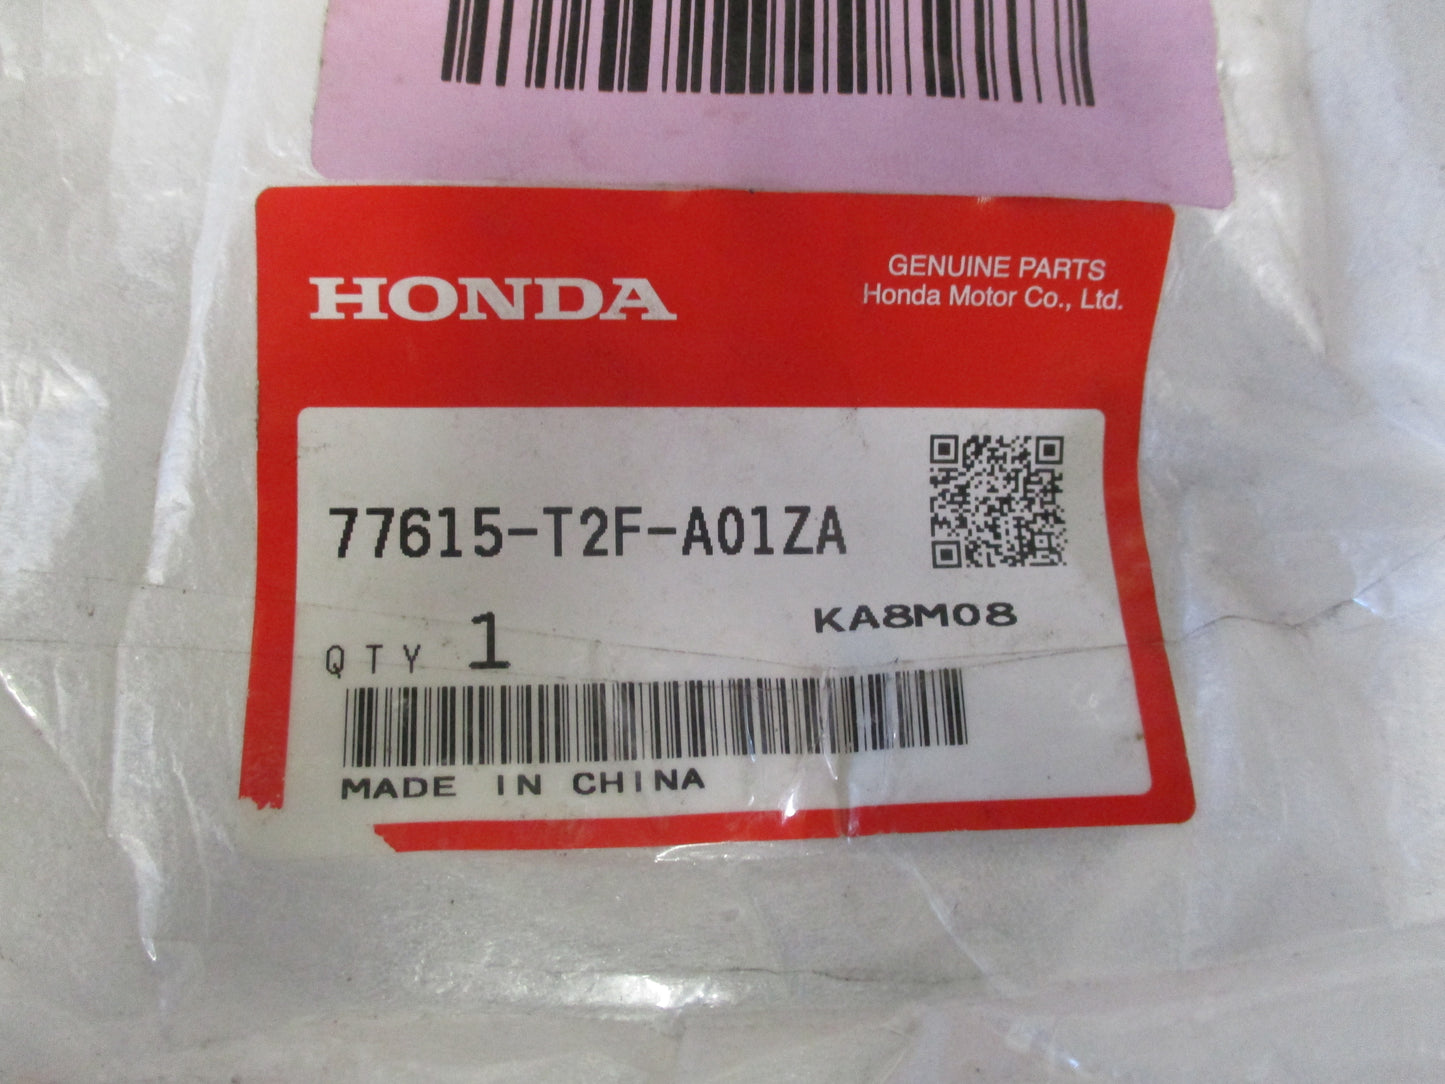 HONDA
GENUINE PARTS
Honda Motor Co., Ltd.
77615-T2F-A01ZA
KA8M08
QTY 1
MADE IN CHINA